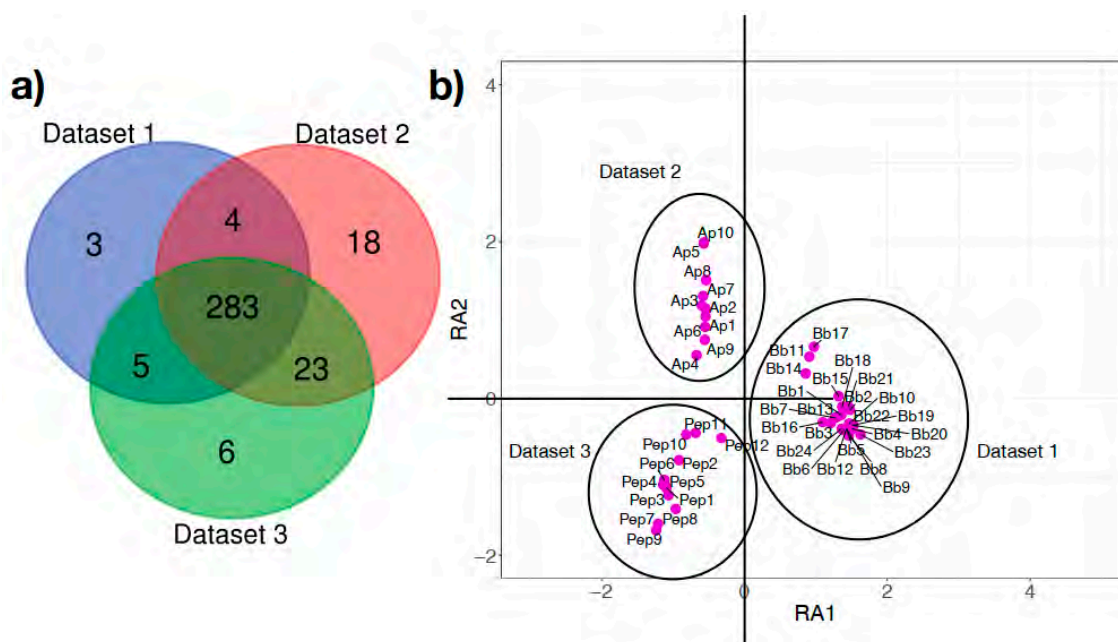 a)
Dataset 1
Dataset 2
3
4
18
283
5
23
6
Dataset 3
b)
4
2
0
−2
RA2
Dataset 2
Ap10
Ap5
Ap8
Ap7
Ap3
Ap2
Ap6
Ap1
Ap9
Ap4
Bb17
Bb11
Bb18
Bb14
Bb15
Bb21
Bb1
Bb2
Bb10
Bb7
Bb13
Bb22
Bb19
Bb16
Bb3
Bb4
Bb20
Bb24
Bb5
Bb23
Bb6
Bb12
Bb8
Bb9
Dataset 1
Dataset 3
Pep11
Pep10
Pep12
Pep6
Pep2
Pep4
Pep5
Pep3
Pep1
Pep7
Pep8
Pep9
−2
0
2
4
RA1